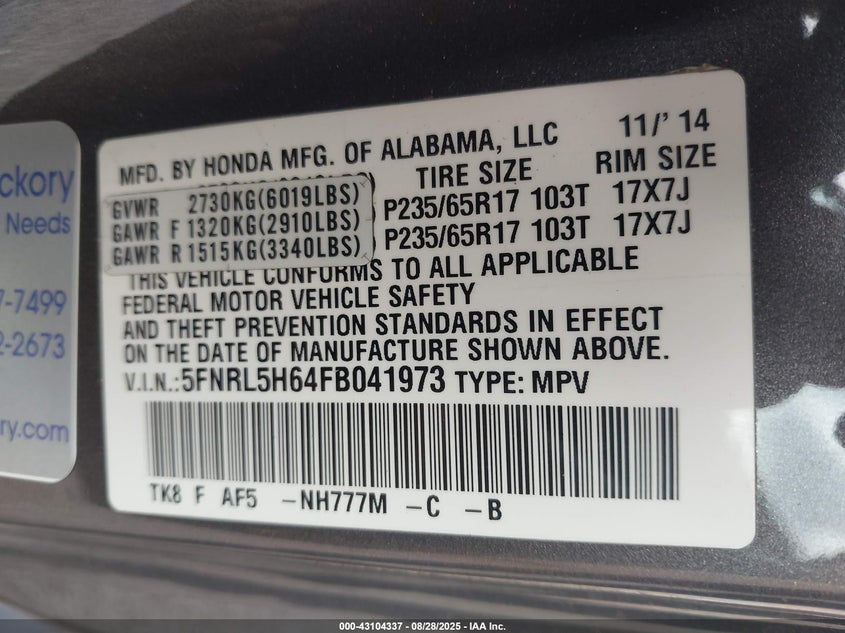 MFD. BY HONDA MFG. OF ALABAMA, LLC 11/' 14
TIRE SIZE RIM SIZE
GVWR 2730KG(6019LBS)
GAWR F 1320KG(2910LBS) P235/65R17 103T 17X7J
GAWR R 1515KG(3340LBS) P235/65R17 103T 17X7J
THIS VEHICLE CONFORMS TO ALL APPLICABLE
FEDERAL MOTOR VEHICLE SAFETY
AND THEFT PREVENTION STANDARDS IN EFFECT
ON THE DATE OF MANUFACTURE SHOWN ABOVE.
V.I.N.:5FNRL5H64FB041973 TYPE: MPV
TK8 F AF5 -NH777M -C -B
ckory
Needs
7-7499
2-2673
ry.com
000-43104337 - 08/28/2025 - IAA Inc.